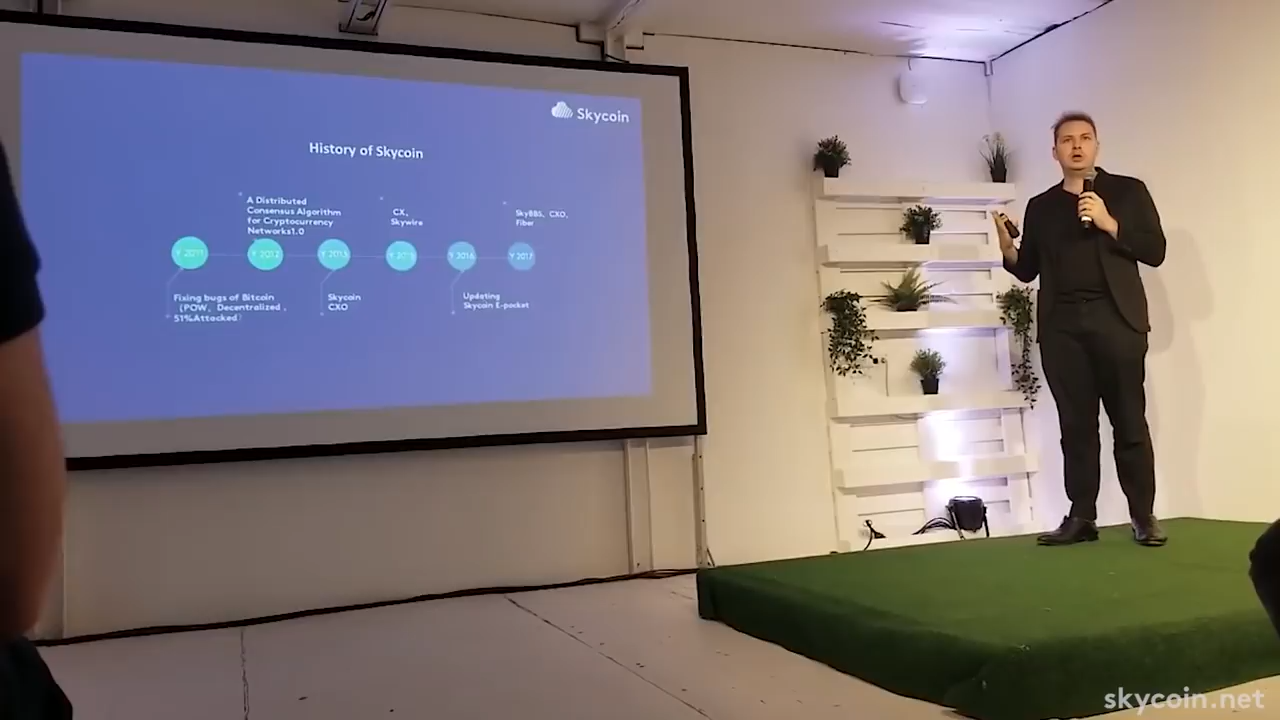 Skycoin
History of Skycoin
A Distributed
Consensus Algorithm
for Cryptocurrency
Networks1.0
CX、
Skywire
SkyBBS、CXO、
Fiber
Y 2011
Y 2012
Y 2013
Y 2016
Y 2017
Fixing bugs of Bitcoin
（POW、Decentralized ,
51%Attacked）
Skycoin
CXO
Updating
Skycoin E-pocket
skycoin.net